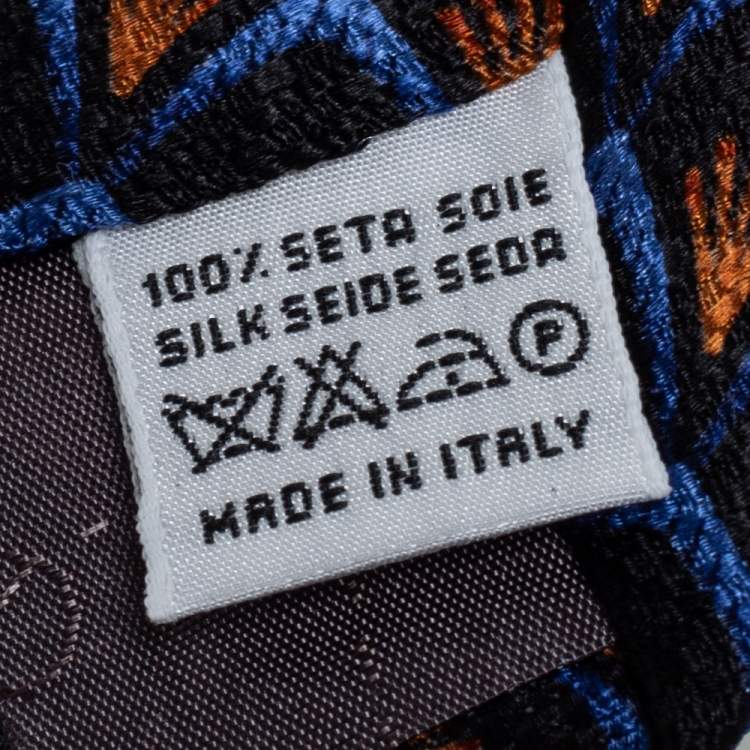 100% SETA SOIE
SILK SEIDE SEDA
P
MADE IN ITALY